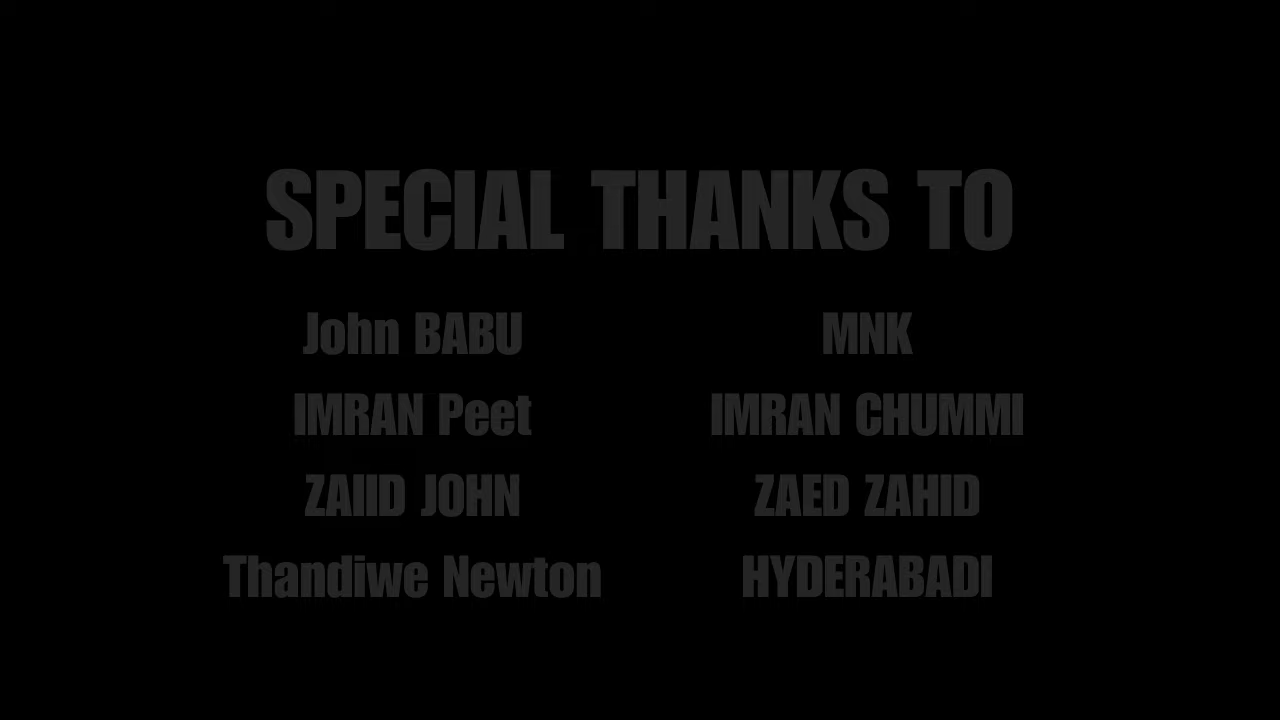 SPECIAL THANKS TO
John BABU MNK
IMRAN Peet IMRAN CHUMMI
ZAIID JOHN ZAED ZAHID
Thandiwe Newton HYDERABADI